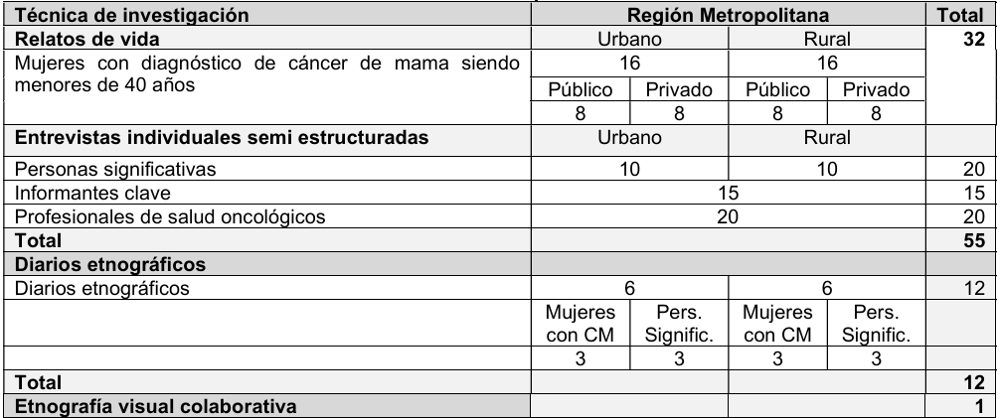 Técnica de investigación Región Metropolitana Total
Relatos de vida Urbano Rural 32
Mujeres con diagnóstico de cáncer de mama siendo menores de 40 años 16 16
Público Privado Público Privado
8 8 8 8
Entrevistas individuales semi estructuradas Urbano Rural
Personas significativas 10 10 20
Informantes clave 15 15
Profesionales de salud oncológicos 20 20
Total 55
Diarios etnográficos
Diarios etnográficos 6 6 12
Mujeres con CM Pers. Signific. Mujeres con CM Pers. Signific.
3 3 3 3
Total 12
Etnografía visual colaborativa 1